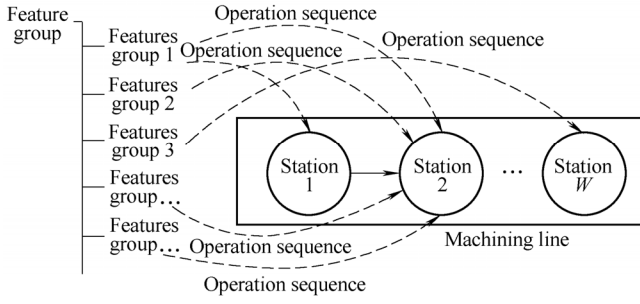 Feature
group
Operation sequence
Features
group 1
Operation sequence
Operation sequence
Features
group 2
Features
group 3
Features
group...
Features
group...
Station
1
Station
2
...
Station
W
Operation sequence
Machining line
Operation sequence